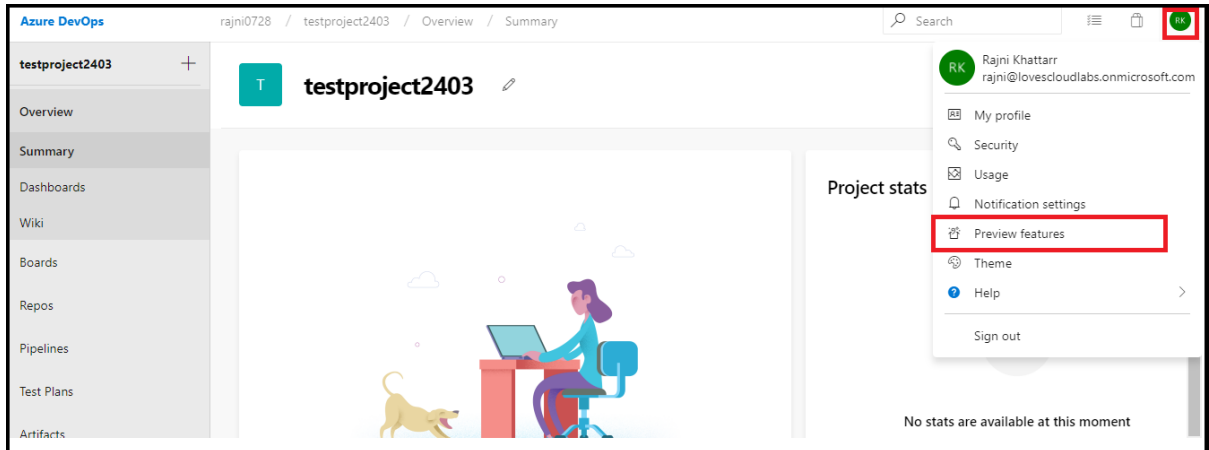 Azure DevOps
rajni0728 / testproject2403 / Overview / Summary
Search
RK
testproject2403
T
testproject2403
RK
Rajni Khattarr
rajni@lovescloudlabs.onmicrosoft.com
Overview
Summary
Dashboards
Wiki
Boards
Repos
Pipelines
Test Plans
Artifacts
Project stats
My profile
Security
Usage
Notification settings
Preview features
Theme
Help
Sign out
No stats are available at this moment